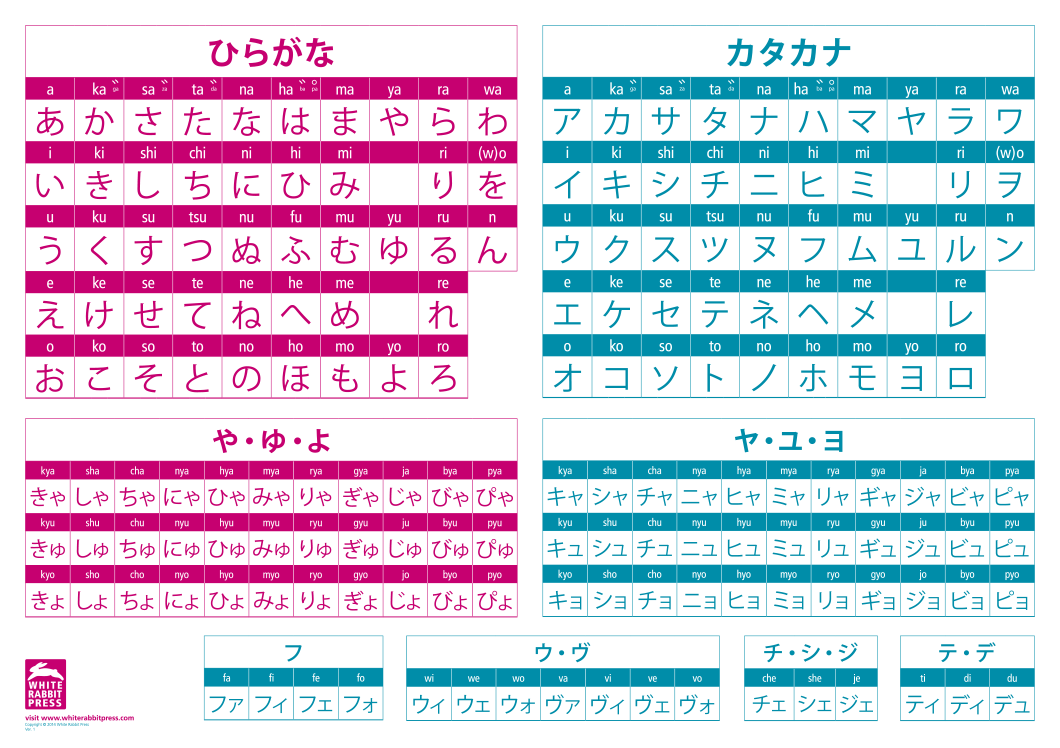 ひらがな
a ka ga sa za ta da na ha ba pa ma ya ra wa
あ か さ た な は ま や ら わ
i ki shi chi ni hi mi ri (w)o
い き し ち に ひ み り を
u ku su tsu nu fu mu yu ru n
う く す つ ぬ ふ む ゆ る ん
e ke se te ne he me re
え け せ て ね へ め れ
o ko so to no ho mo yo ro
お こ そ と の ほ も よ ろ
カタカナ
a ka ga sa za ta da na ha ba pa ma ya ra wa
ア カ サ タ ナ ハ マ ヤ ラ ワ
i ki shi chi ni hi mi ri (w)o
イ キ シ チ ニ ヒ ミ リ ヲ
u ku su tsu nu fu mu yu ru n
ウ ク ス ツ ヌ フ ム ユ ル ン
e ke se te ne he me re
エ ケ セ テ ネ ヘ メ レ
o ko so to no ho mo yo ro
オ コ ソ ト ノ ホ モ ヨ ロ
や・ゆ・よ
kya sha cha nya hya mya rya gya ja bya pya
きゃ しゃ ちゃ にゃ ひゃ みゃ りゃ ぎゃ じゃ びゃ ぴゃ
kyu shu chu nyu hyu myu ryu gyu ju byu pyu
きゅ しゅ ちゅ にゅ ひゅ みゅ りゅ ぎゅ じゅ びゅ ぴゅ
kyo sho cho nyo hyo myo ryo gyo jo byo pyo
きょ しょ ちょ にょ ひょ みょ りょ ぎょ じょ びょ ぴょ
ヤ・ユ・ヨ
kya sha cha nya hya mya rya gya ja bya pya
キャ シャ チャ ニャ ヒャ ミャ リャ ギャ ジャ ビャ ピャ
kyu shu chu nyu hyu myu ryu gyu ju byu pyu
キュ シュ チュ ニュ ヒュ ミュ リュ ギュ ジュ ビュ ピュ
kyo sho cho nyo hyo myo ryo gyo jo byo pyo
キョ ショ チョ ニョ ヒョ ミョ リョ ギョ ジョ ビョ ピョ
フ
fa fi fe fo
ファ フィ フェ フォ
ウ・ヴ
wi we wo va vi ve vo
ウィ ウェ ウォ ヴァ ヴィ ヴェ ヴォ
チ・シ・ジ
che she je
チェ シェ ジェ
テ・デ
ti di du
ティ ディ デュ
WHITE
RABBIT
PRESS
visit www.whiterabbitpress.com
Copyright © 2015 White Rabbit Press